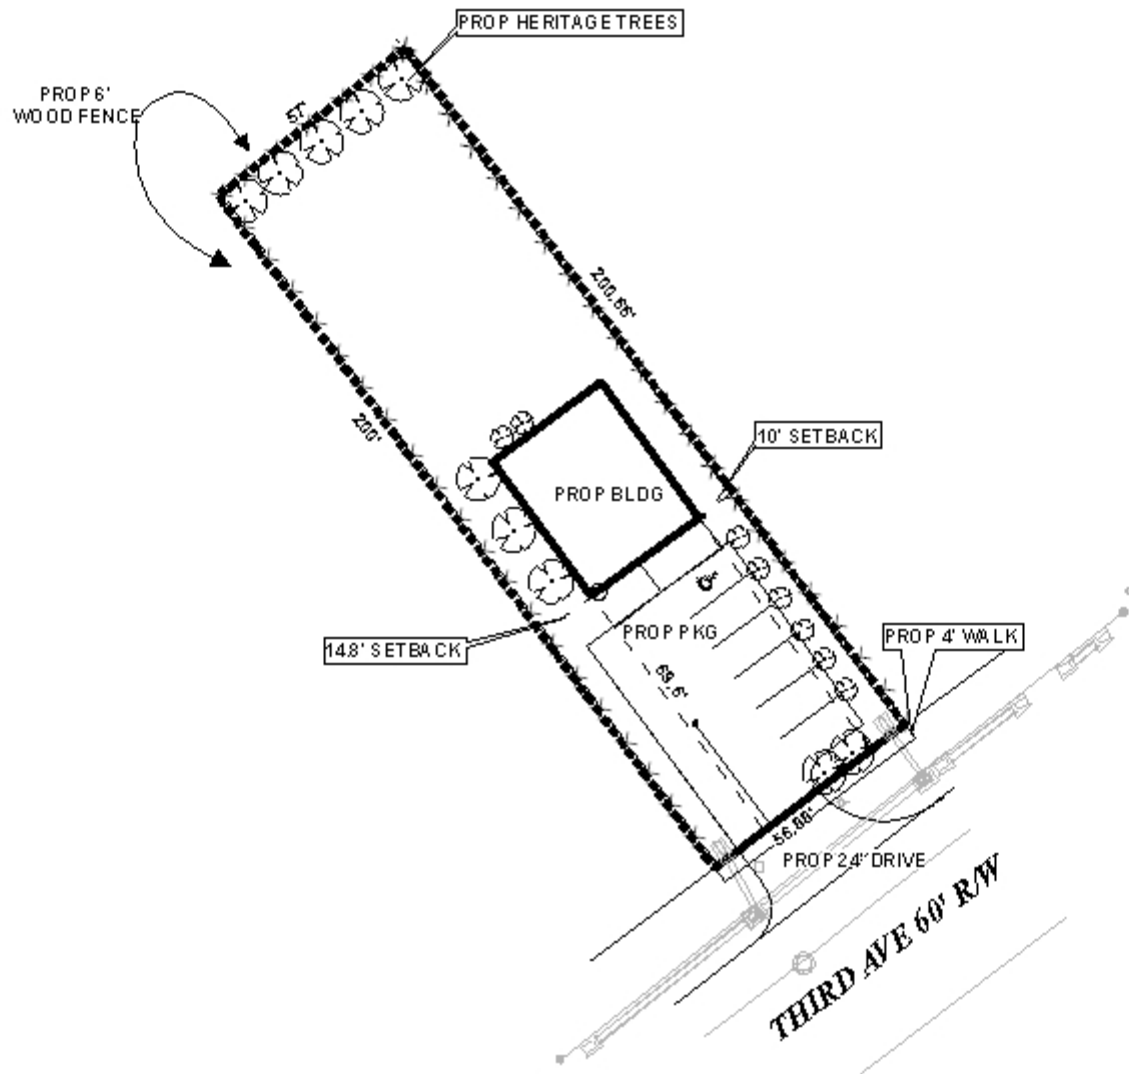 PROP HERITAGE TREES
PROP 6'
WOOD FENCE
57'
200.66'
200'
10' SETBACK
PROP BLDG
PROP PKG
14.8' SETBACK
69.6'
PROP 4' WALK
56.88'
PROP 24" DRIVE
THIRD AVE 60' R/W